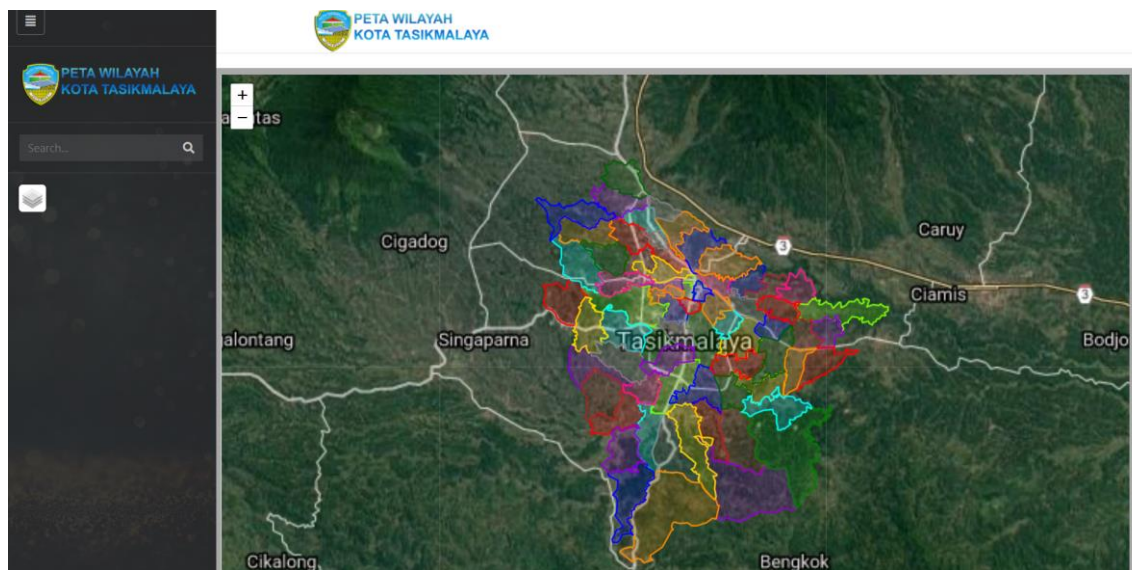 PETA WILAYAH
KOTA TASIKMALAYA
PETA WILAYAH
KOTA TASIKMALAYA
Search...
+
−
Cigadog
Caruy
3
Ciamis
3
alontang
Singaparna
Tasikmalaya
Bodjo
Cikalong
Bengkok